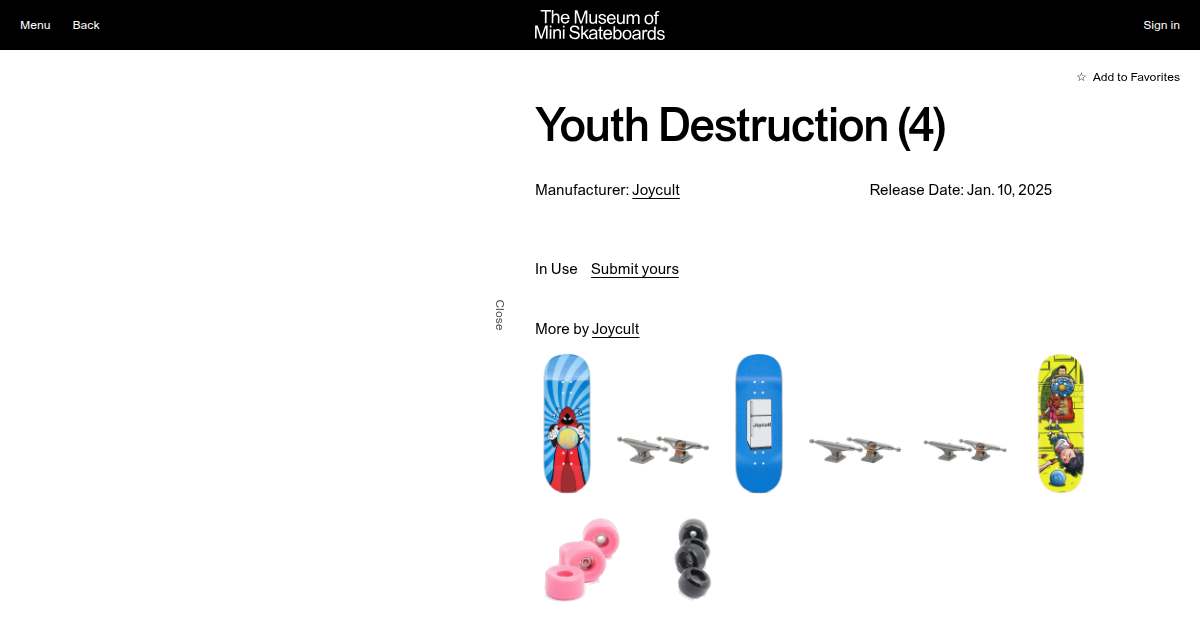 Menu
Back
The Museum of
Mini Skateboards
Sign in
☆ Add to Favorites
Youth Destruction (4)
Manufacturer: Joycult
Release Date: Jan. 10, 2025
In Use
Submit yours
Close
More by Joycult
Joycult